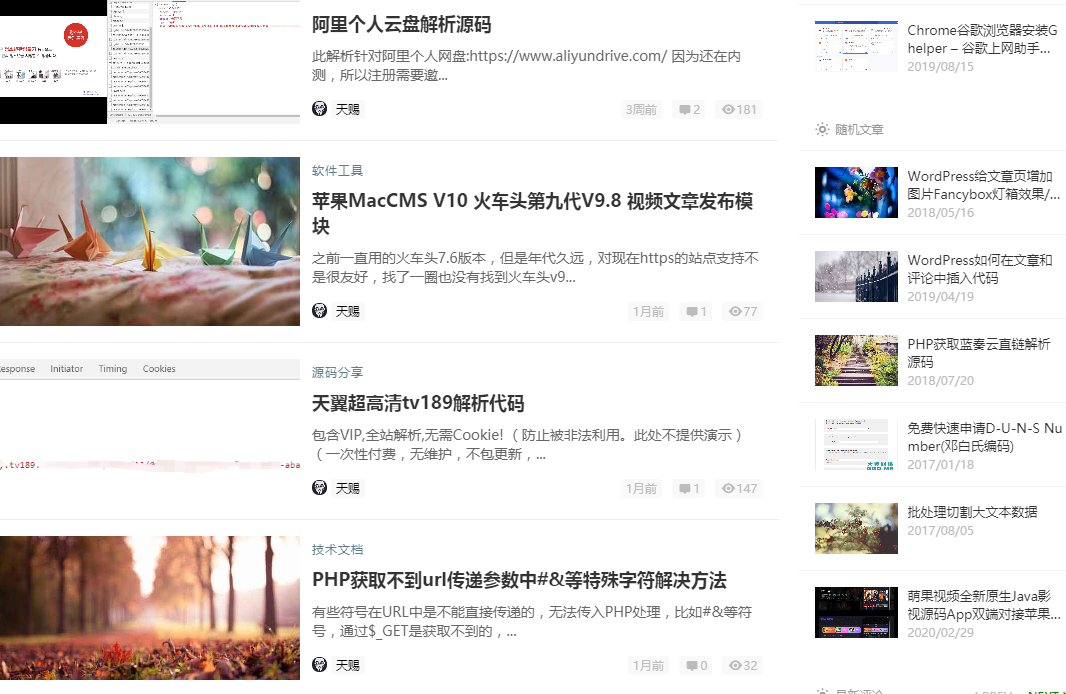 阿里个人云盘解析源码
此解析针对阿里个人网盘:https://www.aliyundrive.com/ 因为还在内
测，所以注册需要邀...
天赐
3周前
2
181
软件工具
苹果MacCMS V10 火车头第九代V9.8 视频文章发布模
块
之前一直用的火车头7.6版本，但是年代久远，对现在https的站点支持不
是很友好，找了一圈也没有找到火车头v9...
天赐
1月前
1
77
Initiator
Timing
Cookies
源码分享
天翼超高清tv189解析代码
包含VIP,全站解析,无需Cookie!（防止被非法利用。此处不提供演示）
（一次性付费，无维护，不包更新，...
天赐
1月前
1
147
技术文档
PHP获取不到url传递参数中#&等特殊字符解决方法
有些符号在URL中是不能直接传递的，无法传入PHP处理，比如#&等符
号，通过$_GET是获取不到的，...
天赐
1月前
0
32
Chrome谷歌浏览器安装G
helper – 谷歌上网助手...
2019/08/15
随机文章
WordPress给文章页增加
图片Fancybox灯箱效果/...
2018/05/16
WordPress如何在文章和
评论中插入代码
2019/04/19
PHP获取蓝奏云直链解析
源码
2018/07/20
免费快速申请D-U-N-S Nu
mber(邓白氏编码)
2017/01/18
批处理切割大文本数据
2017/08/05
萌果视频全新原生Java影
视源码App双端对接苹果...
2020/02/29